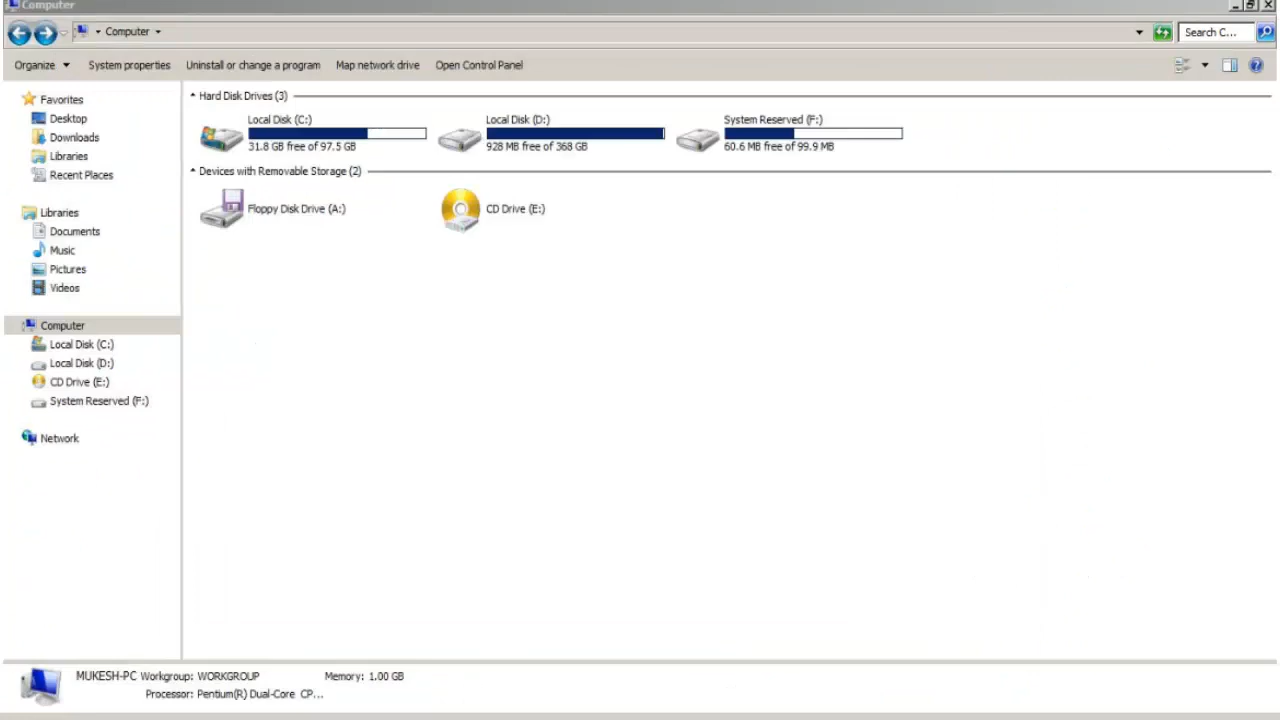 Computer
Computer
Search C...
Organize System properties Uninstall or change a program Map network drive Open Control Panel
Favorites
Desktop
Downloads
Libraries
Recent Places
Libraries
Documents
Music
Pictures
Videos
Computer
Local Disk (C:)
Local Disk (D:)
CD Drive (E:)
System Reserved (F:)
Network
Hard Disk Drives (3)
Local Disk (C:)
31.8 GB free of 97.5 GB
Local Disk (D:)
928 MB free of 368 GB
System Reserved (F:)
60.6 MB free of 99.9 MB
Devices with Removable Storage (2)
Floppy Disk Drive (A:)
CD Drive (E:)
MUKESH-PC Workgroup: WORKGROUP Memory: 1.00 GB
Processor: Pentium(R) Dual-Core CP...